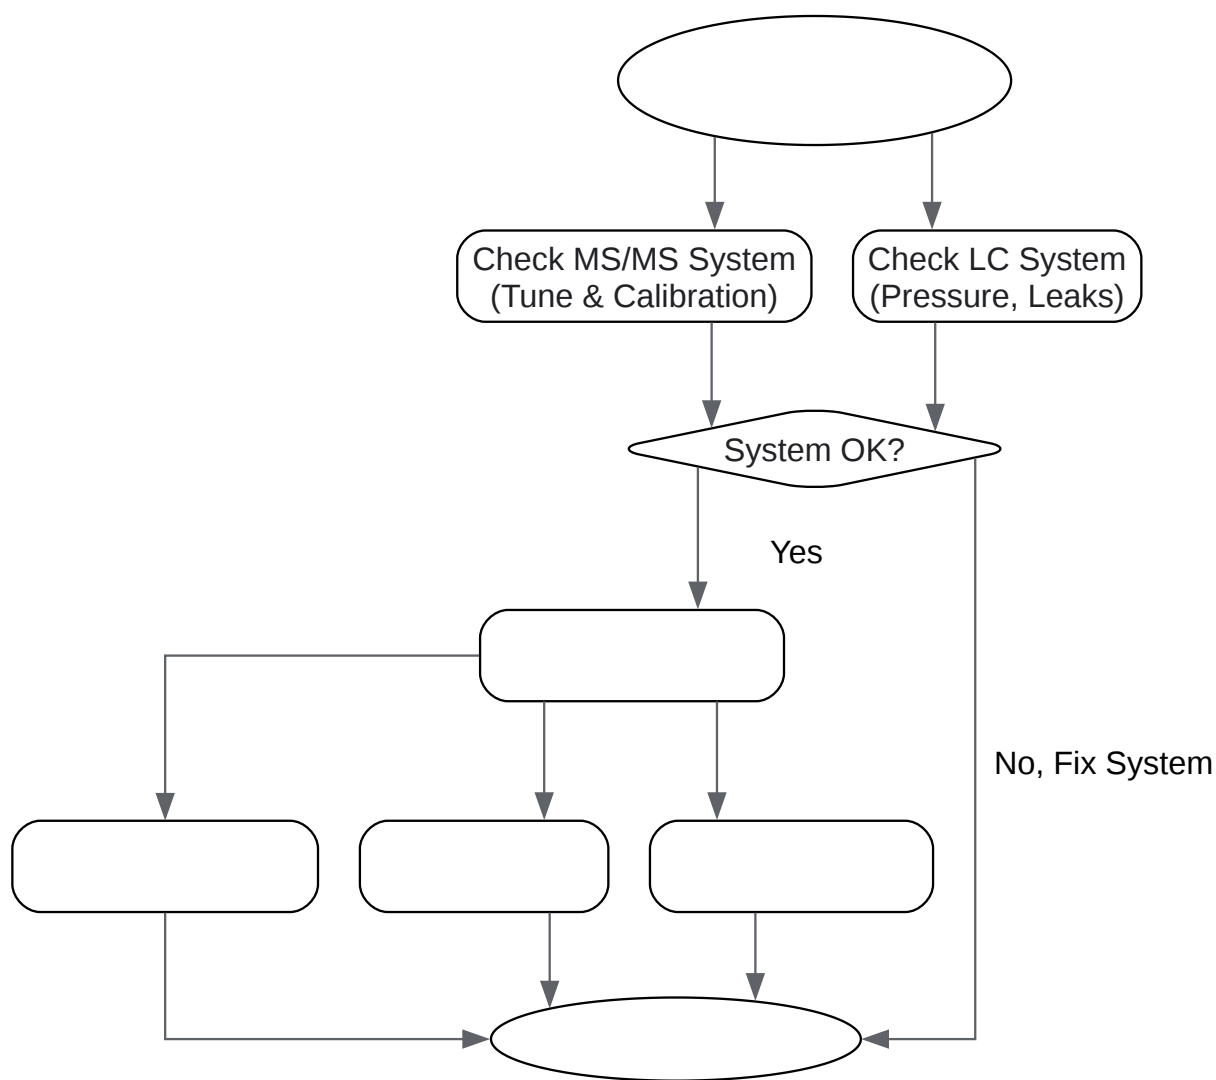 Check MS/MS System
(Tune & Calibration)
Check LC System
(Pressure, Leaks)
System OK?
Yes
No, Fix System